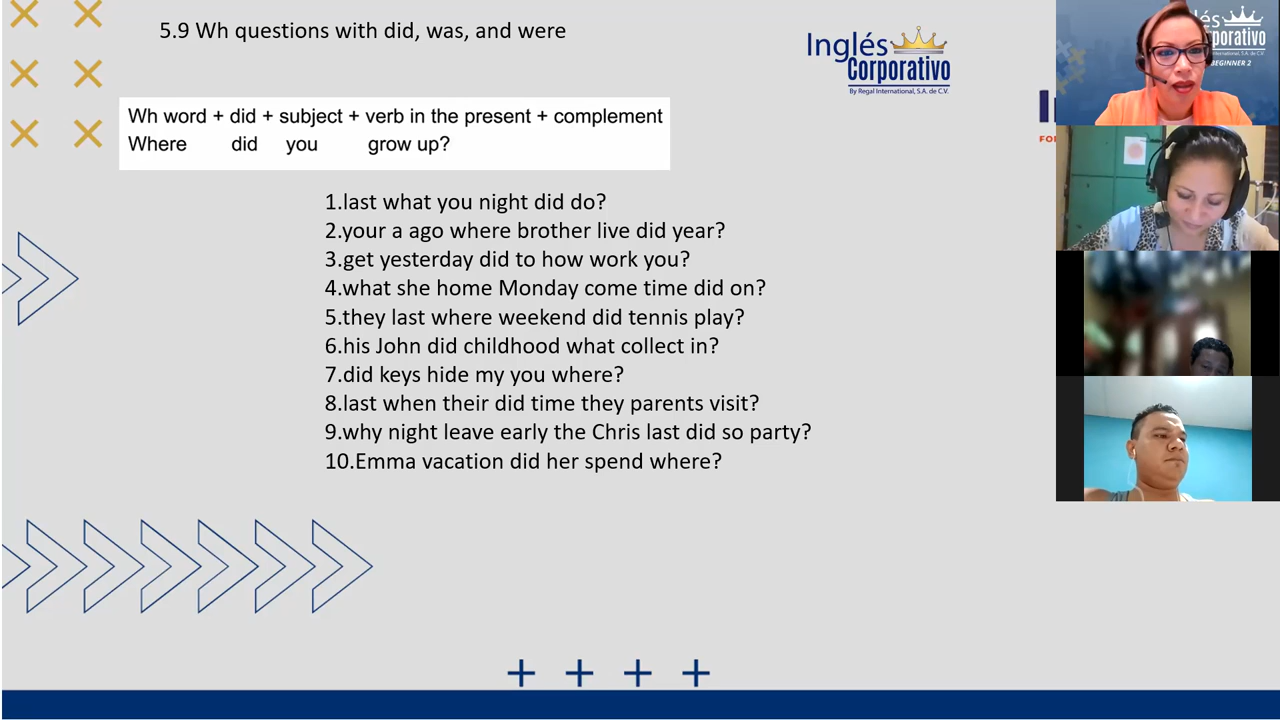 5.9 Wh questions with did, was, and were
Inglés
Corporativo
By Regal International, S.A. de C.V.
Wh word + did + subject + verb in the present + complement
Where did you grow up?
1.last what you night did do?
2.your a ago where brother live did year?
3.get yesterday did to how work you?
4.what she home Monday come time did on?
5.they last where weekend did tennis play?
6.his John did childhood what collect in?
7.did keys hide my you where?
8.last when their did time they parents visit?
9.why night leave early the Chris last did so party?
10.Emma vacation did her spend where?
BEGINNER 2